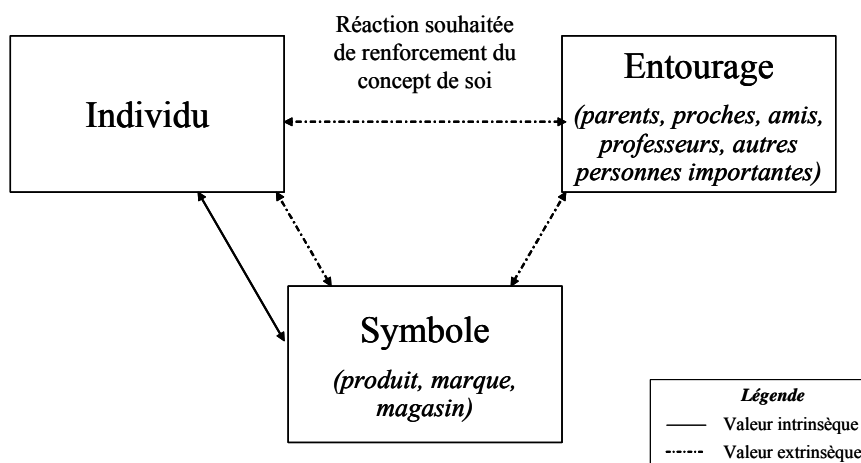 Réaction souhaitée
de renforcement du
concept de soi
Individu
Entourage
(parents, proches, amis,
professeurs, autres
personnes importantes)
Symbole
(produit, marque,
magasin)
Légende
Valeur intrinsèque
Valeur extrinsèque